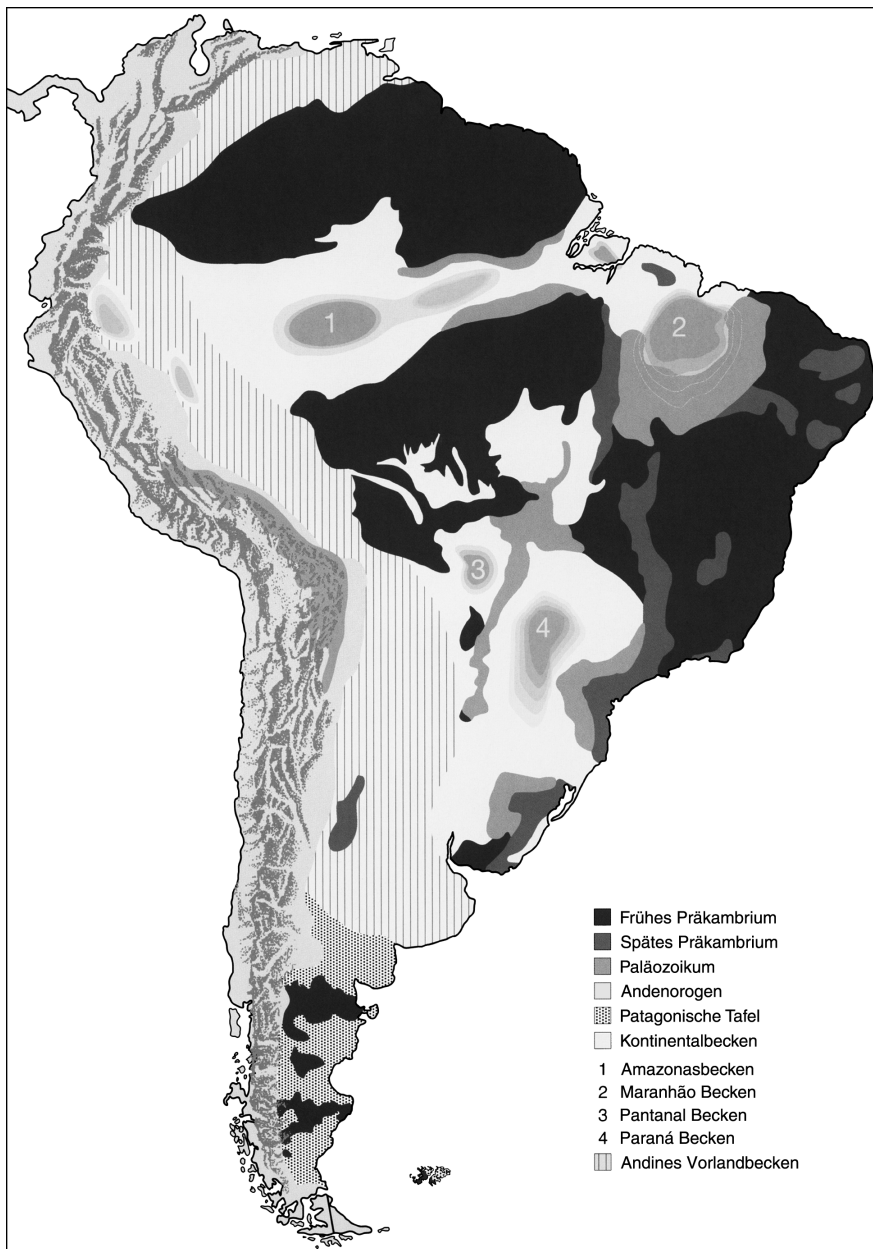 1
2
3
4
Frühes Präkambrium
Spätes Präkambrium
Paläozoikum
Andenorogen
Patagonische Tafel
Kontinentalbecken
1 Amazonasbecken
2 Maranhão Becken
3 Pantanal Becken
4 Paraná Becken
Andines Vorlandbecken